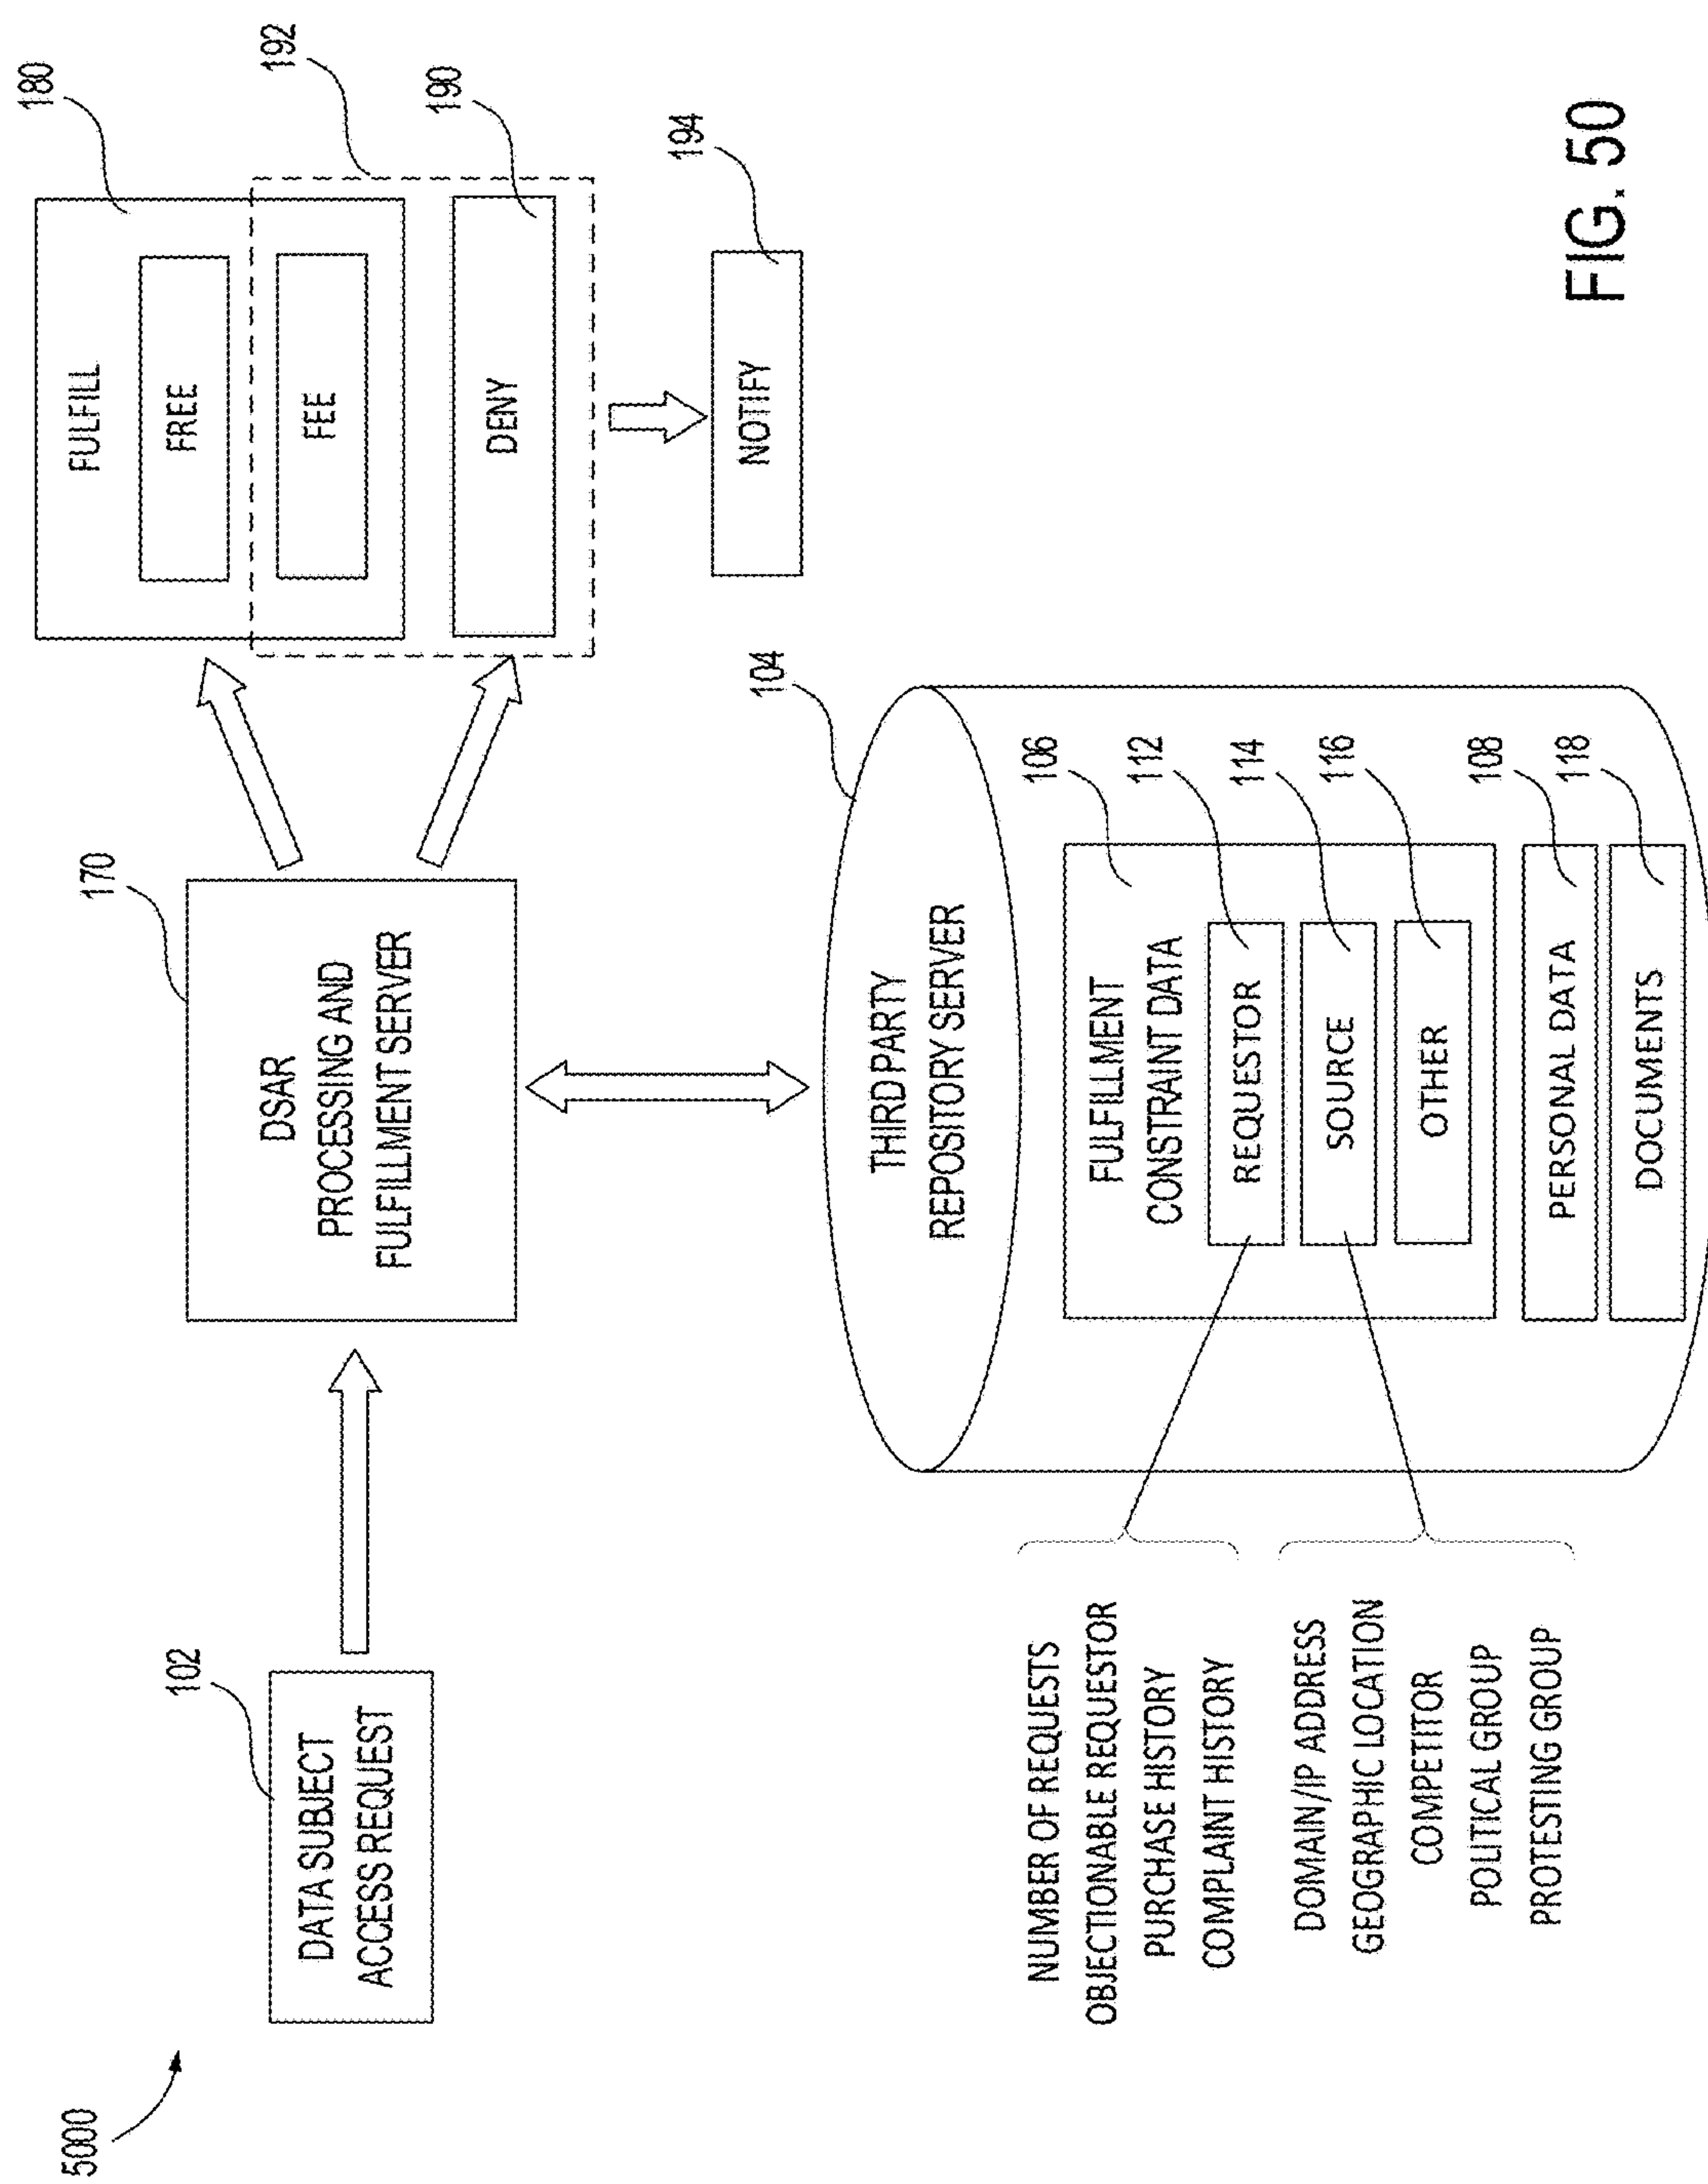 5000
102
DATA SUBJECT
ACCESS REQUEST
170
DSAR
PROCESSING AND
FULFILLMENT SERVER
180
FULFILL
FREE
FEE
192
190
DENY
194
NOTIFY
104
THIRD PARTY
REPOSITORY SERVER
106
FULFILLMENT
CONSTRAINT DATA
112
REQUESTOR
114
SOURCE
116
OTHER
108
PERSONAL DATA
118
DOCUMENTS
NUMBER OF REQUESTS
OBJECTIONABLE REQUESTOR
PURCHASE HISTORY
COMPLAINT HISTORY
DOMAIN/IP ADDRESS
GEOGRAPHIC LOCATION
COMPETITOR
POLITICAL GROUP
PROTESTING GROUP
FIG. 50